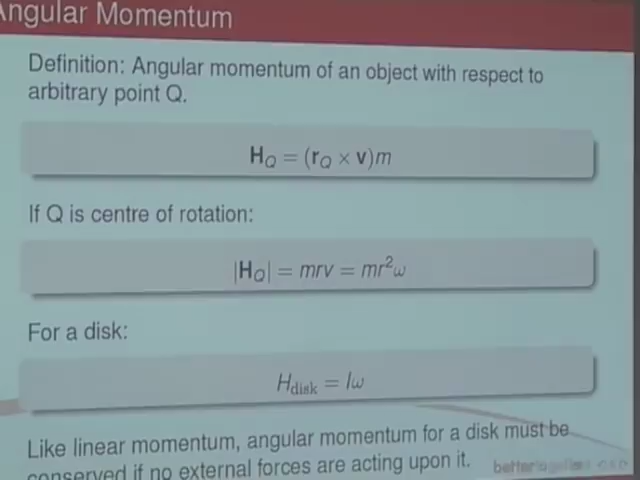 Angular Momentum
Definition: Angular momentum of an object with respect to
arbitrary point Q.
H_Q = (r_Q × v)m
If Q is centre of rotation:
|H_Q| = mrv = mr²ω
For a disk:
H_disk = Iω
Like linear momentum, angular momentum for a disk must be
conserved if no external forces are acting upon it.